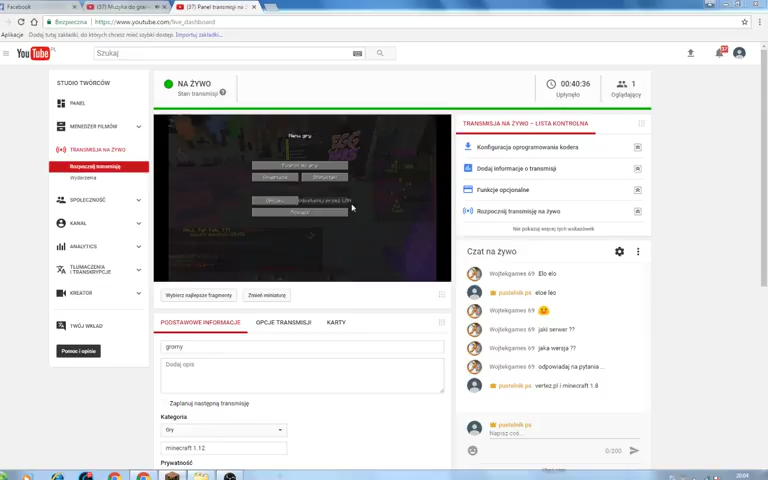 Facebook
(37) Muzyka do gra
(37) Panel transmisji na
Bezpieczna
https://www.youtube.com/live_dashboard
Aplikacje
Dodaj tutaj zakładki, do których chcesz mieć szybki dostęp. Importuj zakładki...
YouTube PL
Szukaj
STUDIO TWÓRCÓW
PANEL
MENEDŻER FILMÓW
TRANSMISJA NA ŻYWO
Rozpocznij transmisję
Wydarzenia
SPOŁECZNOŚĆ
KANAŁ
ANALYTICS
TŁUMACZENIA
I TRANSKRYPCJE
KREATOR
TWÓJ WKŁAD
Pomoc i opinie
NA ŻYWO
Stan transmisji
00:40:36
Upłynęło
1
Oglądający
Menu gry
Wybierz najlepsze fragmenty
Zmień miniaturę
PODSTAWOWE INFORMACJE
OPCJE TRANSMISJI
KARTY
gromy
Dodaj opis
Zaplanuj następną transmisję
Kategoria
Gry
minecraft 1.12
Prywatność
TRANSMISJA NA ŻYWO – LISTA KONTROLNA
Konfiguracja oprogramowania kodera
Dodaj informacje o transmisji
Funkcje opcjonalne
Rozpocznij transmisję na żywo
Nie pokazuj więcej tych wskazówek
Czat na żywo
Wojtekgames 69 Elo elo
pustelnik ps eloe leo
Wojtekgames 69
Wojtekgames 69 jaki serwer ??
Wojtekgames 69 jaka wersja ??
Wojtekgames 69 odpowiadaj na pytania ...
pustelnik ps vertez.pl i minecraft 1.8
pustelnik ps
Napisz coś...
0/200
20:04